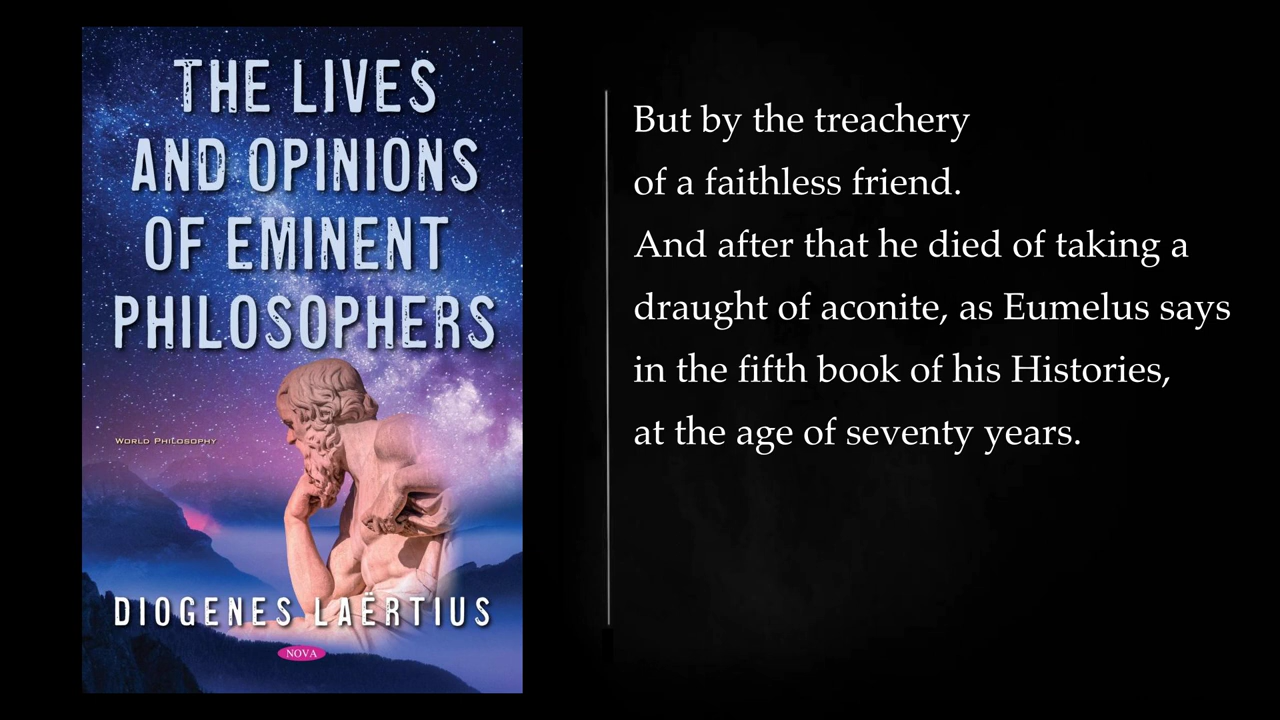 THE LIVES
AND OPINIONS
OF EMINENT
PHILOSOPHERS
WORLD PHILOSOPHY
DIOGENES LAËRTIUS
NOVA
But by the treachery
of a faithless friend.
And after that he died of taking a
draught of aconite, as Eumelus says
in the fifth book of his Histories,
at the age of seventy years.